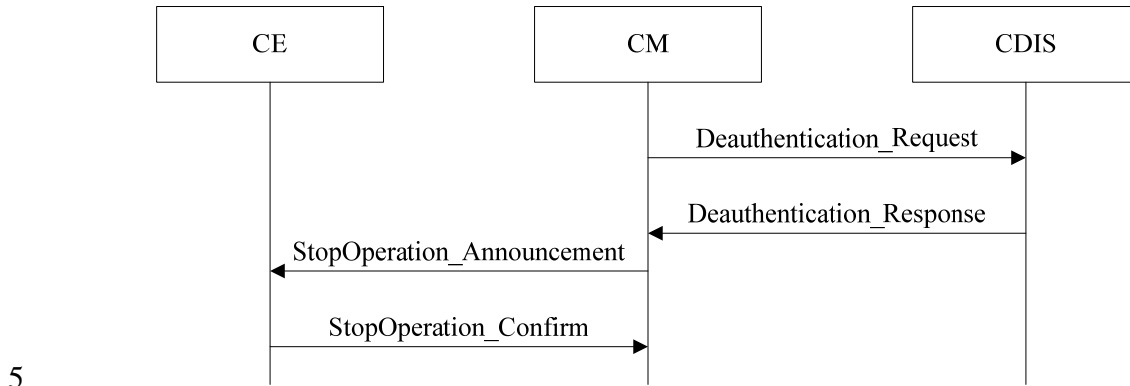 CE
CM
CDIS
Deauthentication_Request
Deauthentication_Response
StopOperation_Announcement
StopOperation_Confirm
5